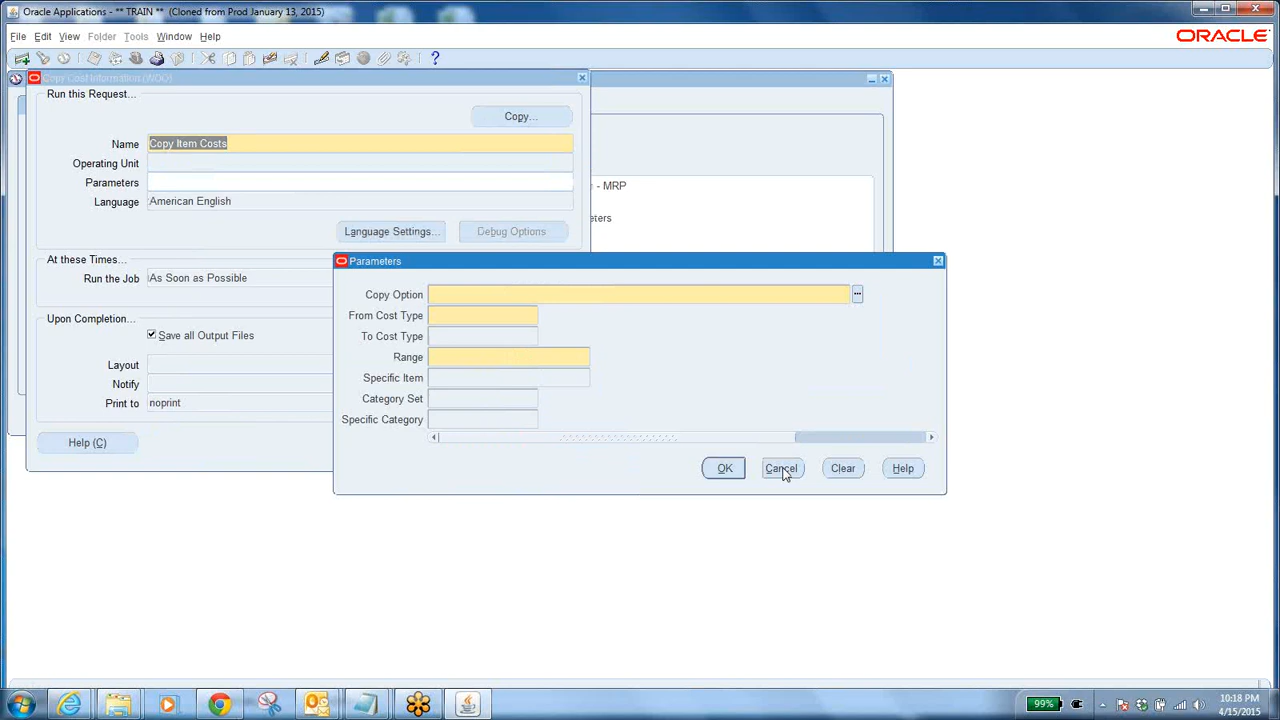 Oracle Applications - ** TRAIN ** (Cloned from Prod January 13, 2015)
File Edit View Folder Tools Window Help
ORACLE
Copy Cost Information (WOO)
Run this Request...
Copy...
Name Copy Item Costs
Operating Unit
Parameters
Language American English
Language Settings... Debug Options
- MRP
At these Times...
Run the Job As Soon as Possible
Upon Completion...
Save all Output Files
Layout
Notify
Print to noprint
Help (C)
Parameters
Copy Option
From Cost Type
To Cost Type
Range
Specific Item
Category Set
Specific Category
OK Cancel Clear Help
99%
10:18 PM
4/15/2015